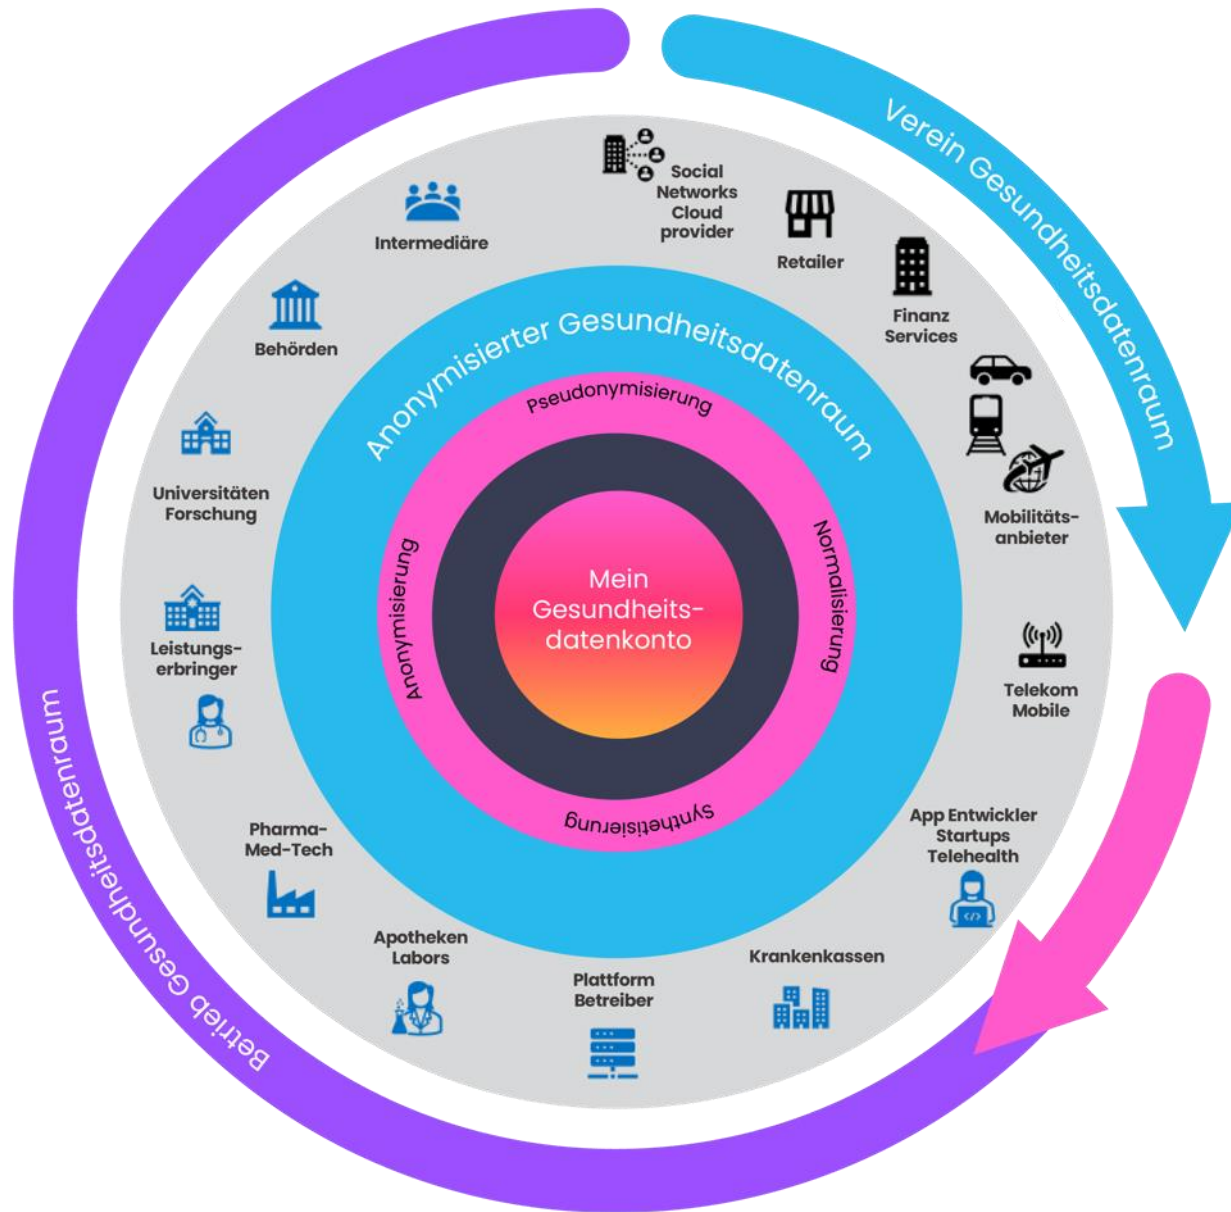 Verein Gesundheitsdatenraum
Social
Networks
Cloud
provider
Retailer
Finanz
Services
Mobilitäts-
anbieter
Telekom
Mobile
App Entwickler
Startups
Telehealth
Krankenkassen
Plattform
Betreiber
Apotheken
Labors
Pharma-
Med-Tech
Leistungs-
erbringer
Universitäten
Forschung
Behörden
Intermediäre
Betrieb Gesundheitsdatenraum
Anonymisierter Gesundheitsdatenraum
Pseudonymisierung
Normalisierung
Synthetisierung
Anonymisierung
Mein
Gesundheits-
datenkonto